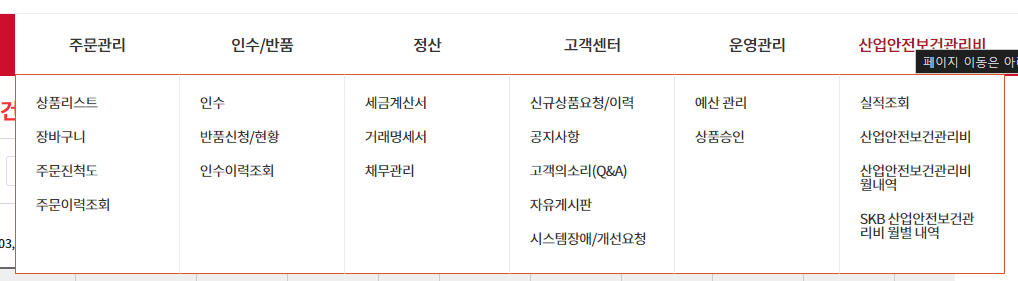 주문관리 인수/반품 정산 고객센터 운영관리 산업안전보건관리비
페이지 이동은
건
상품리스트 인수 세금계산서 신규상품요청/이력 예산 관리 실적조회
장바구니 반품신청/현황 거래명세서 공지사항 상품승인 산업안전보건관리비
주문진척도 인수이력조회 채무관리 고객의소리(Q&A) 산업안전보건관리비
월내역
주문이력조회 자유게시판 SKB 산업안전보건관
리비 월별 내역
03, 시스템장애/개선요청